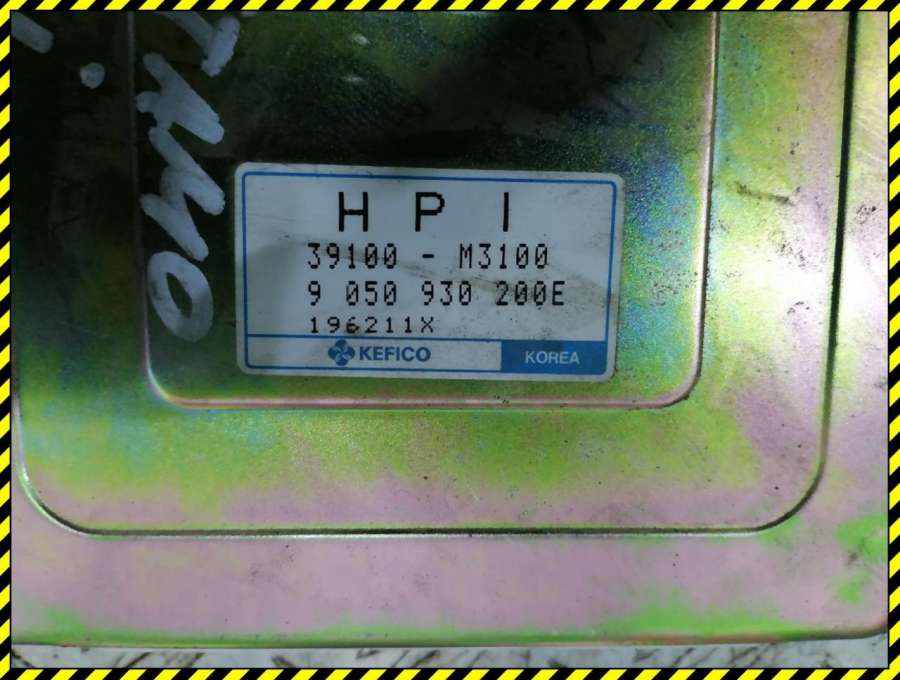 H P I
39100 - M3100
9 050 930 200E
196211X
KEFICO
KOREA